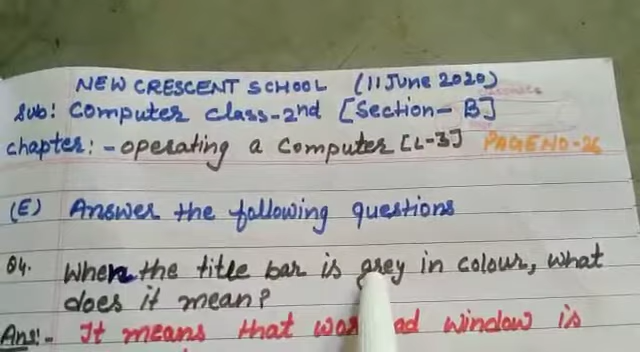 NEW CRESCENT SCHOOL (11 June 2020)
Sub: Computer Class-2nd [Section-B]
Chapter:- operating a Computer [L-3] PAGE NO-26
(E) Answer the following questions
Q4. When the title bar is grey in colour, what
does it mean?
Ans:- It means that window is